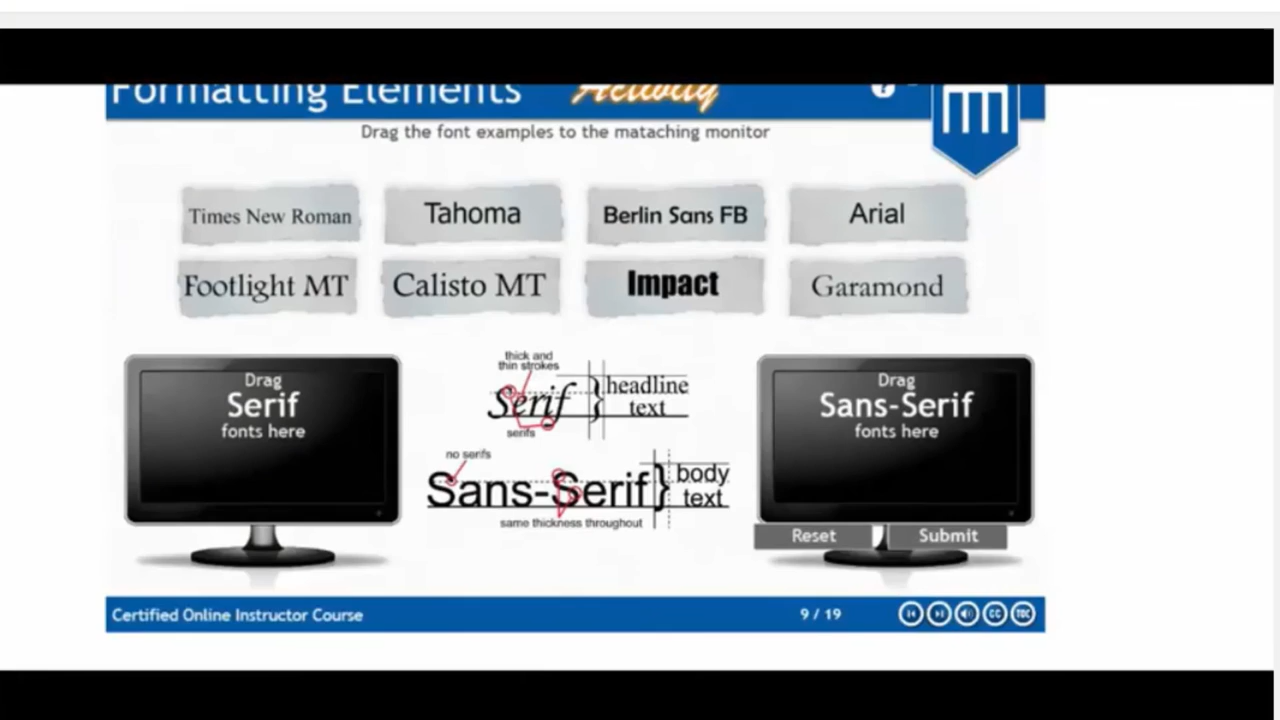 Formatting Elements Activity
Drag the font examples to the mataching monitor
Times New Roman
Tahoma
Berlin Sans FB
Arial
Footlight MT
Calisto MT
Impact
Garamond
Drag
Serif
fonts here
thick and
thin strokes
Serif
serifs
headline
text
no serifs
Sans-Serif
same thickness throughout
body
text
Drag
Sans-Serif
fonts here
Reset
Submit
Certified Online Instructor Course
9 / 19
CC
TOC